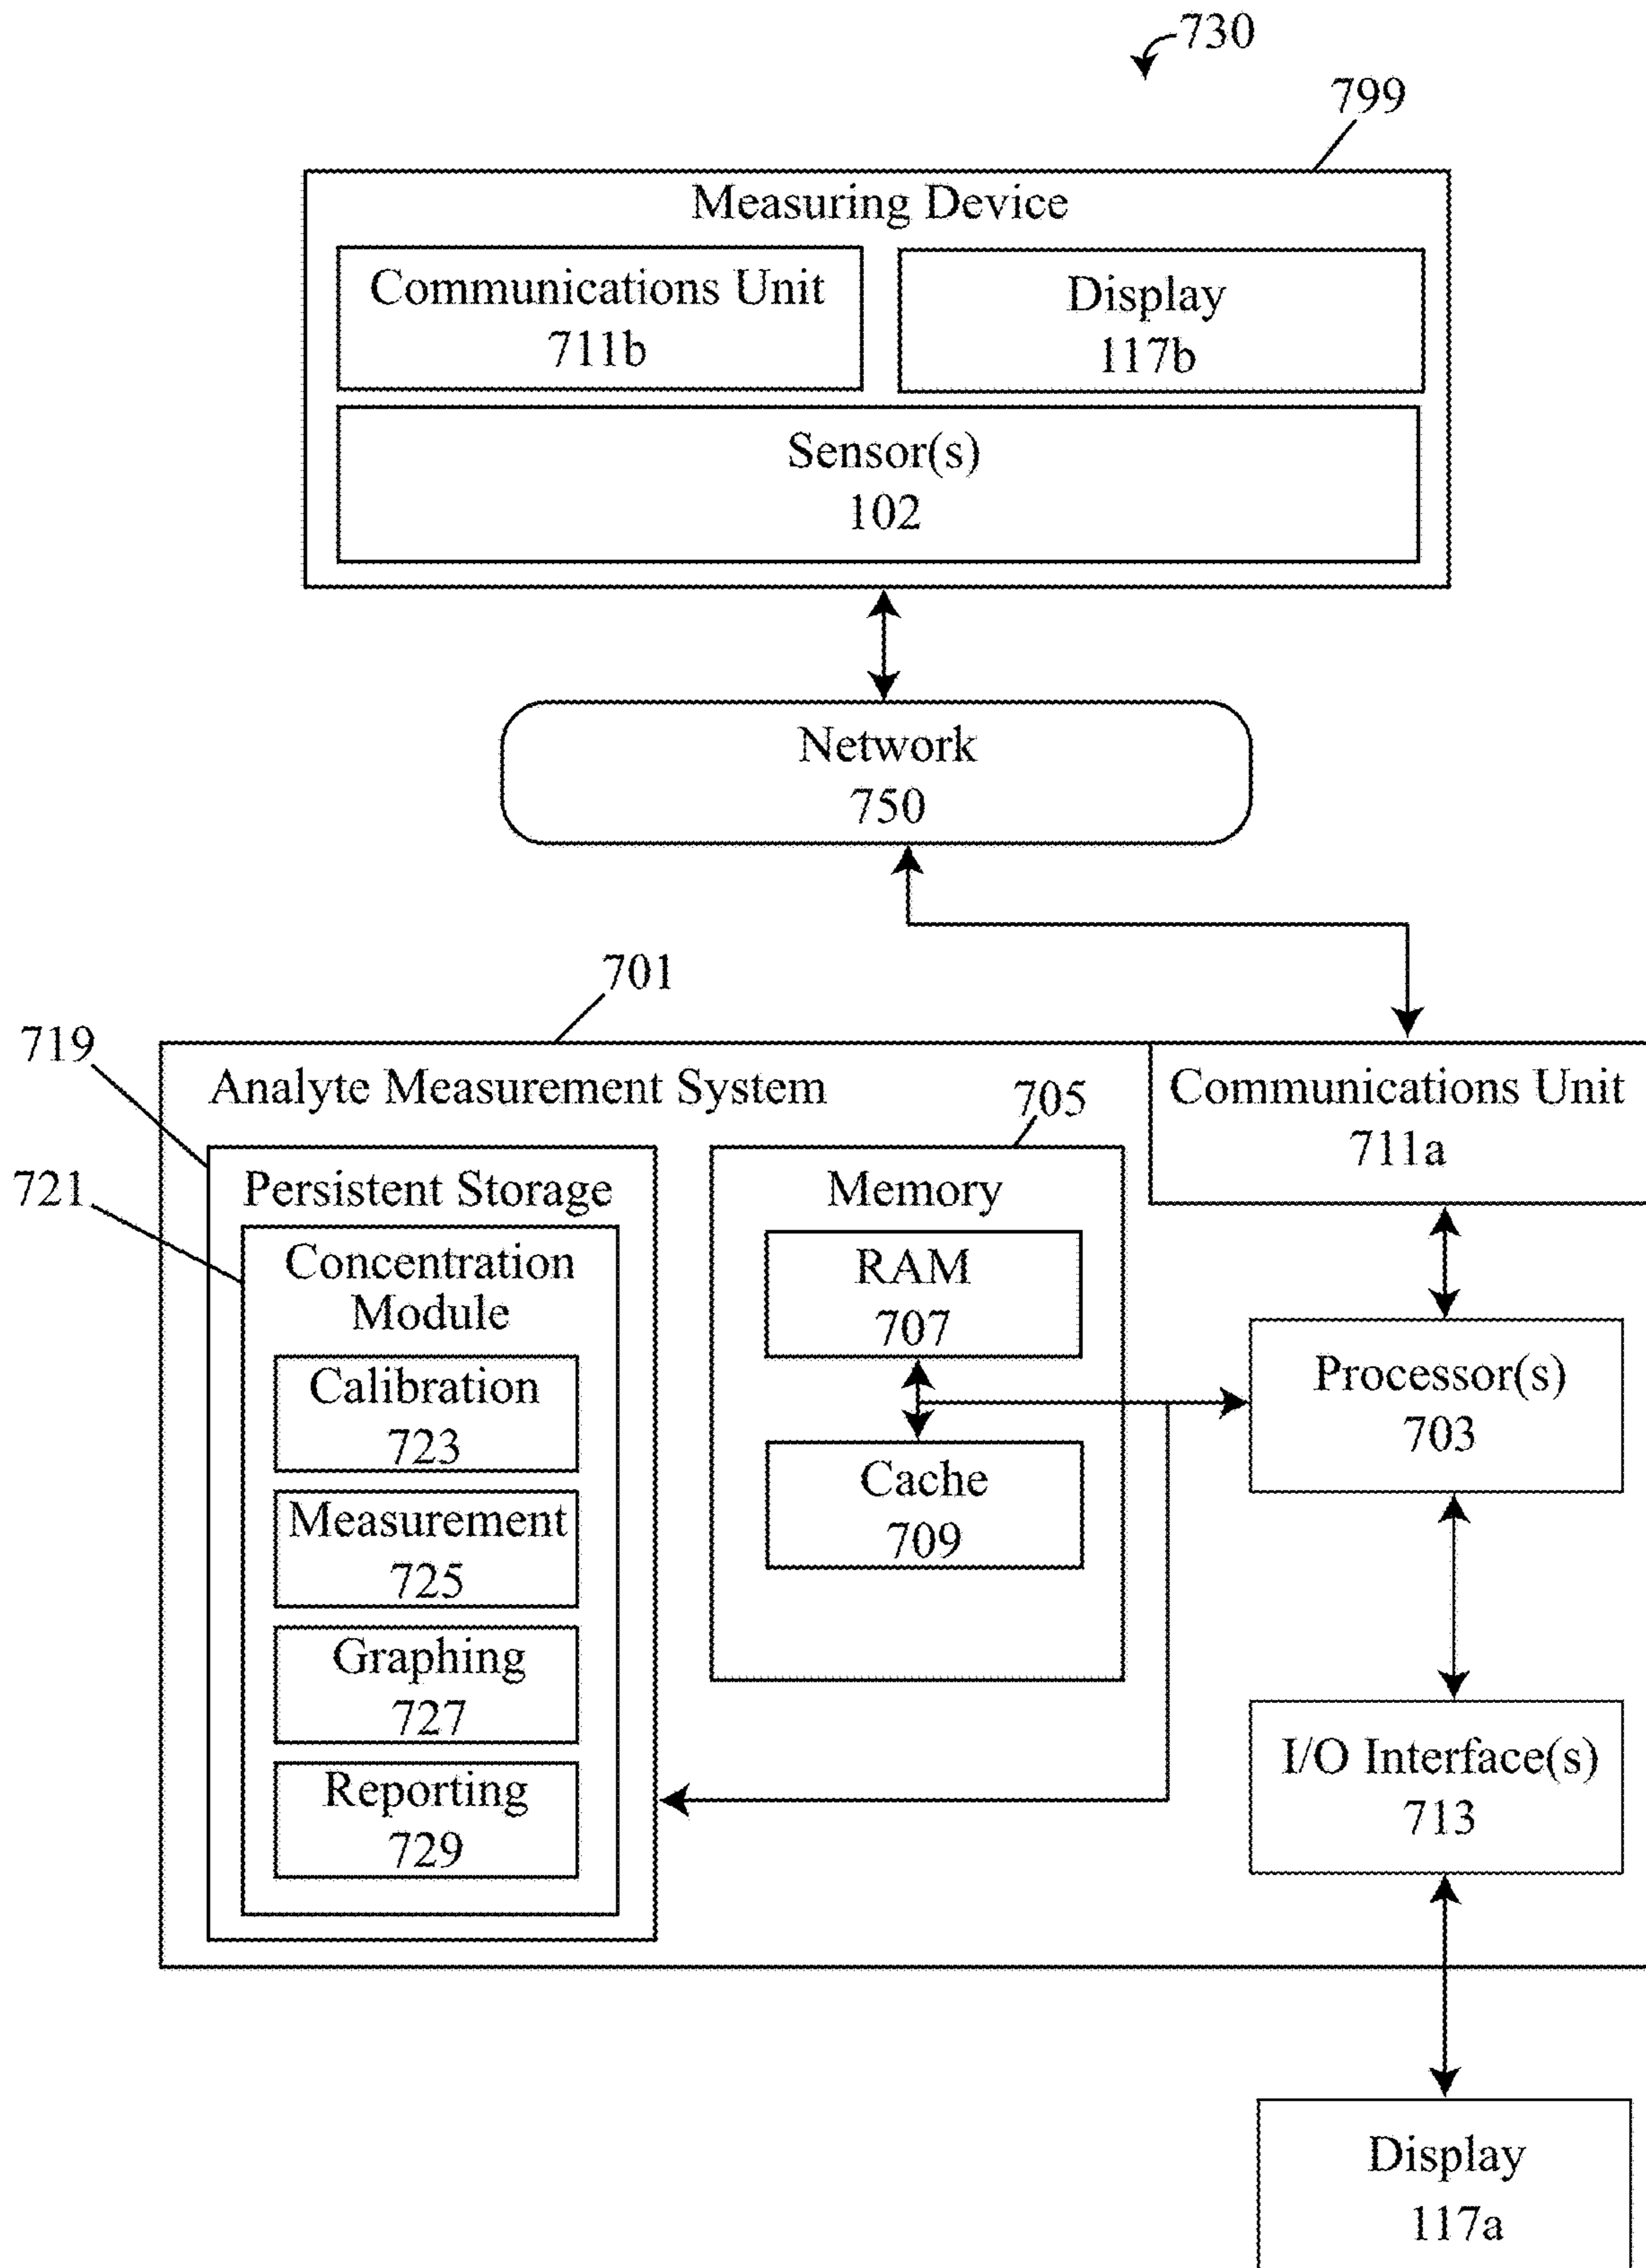 730
799
Measuring Device
Communications Unit
711b
Display
117b
Sensor(s)
102
Network
750
701
719
Analyte Measurement System
705
Communications Unit
711a
721
Persistent Storage
Memory
Concentration
Module
RAM
707
Calibration
723
Processor(s)
703
Cache
709
Measurement
725
Graphing
727
I/O Interface(s)
713
Reporting
729
Display
117a